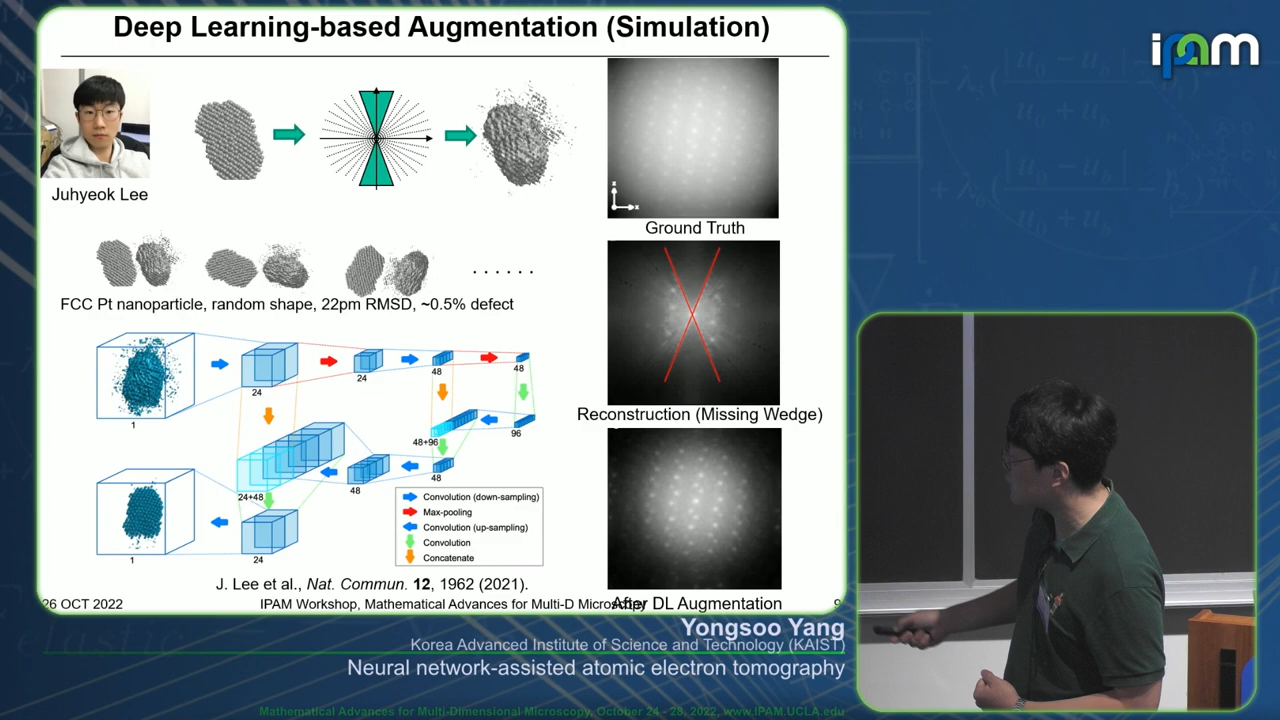 Deep Learning-based Augmentation (Simulation)
ipam
Juhyeok Lee
z
x
Ground Truth
FCC Pt nanoparticle, random shape, 22pm RMSD, ~0.5% defect
Reconstruction (Missing Wedge)
1
24
24
48
48
48+96
96
24+48
48
48
1
24
Convolution (down-sampling)
Max-pooling
Convolution (up-sampling)
Convolution
Concatenate
J. Lee et al., Nat. Commun. 12, 1962 (2021).
26 OCT 2022
IPAM Workshop, Mathematical Advances for Multi-D Microscopy
After DL Augmentation
9
Yongsoo Yang
Korea Advanced Institute of Science and Technology (KAIST)
Neural network-assisted atomic electron tomography
Mathematical Advances for Multi-Dimensional Microscopy, October 24 - 28, 2022, www.IPAM.UCLA.edu